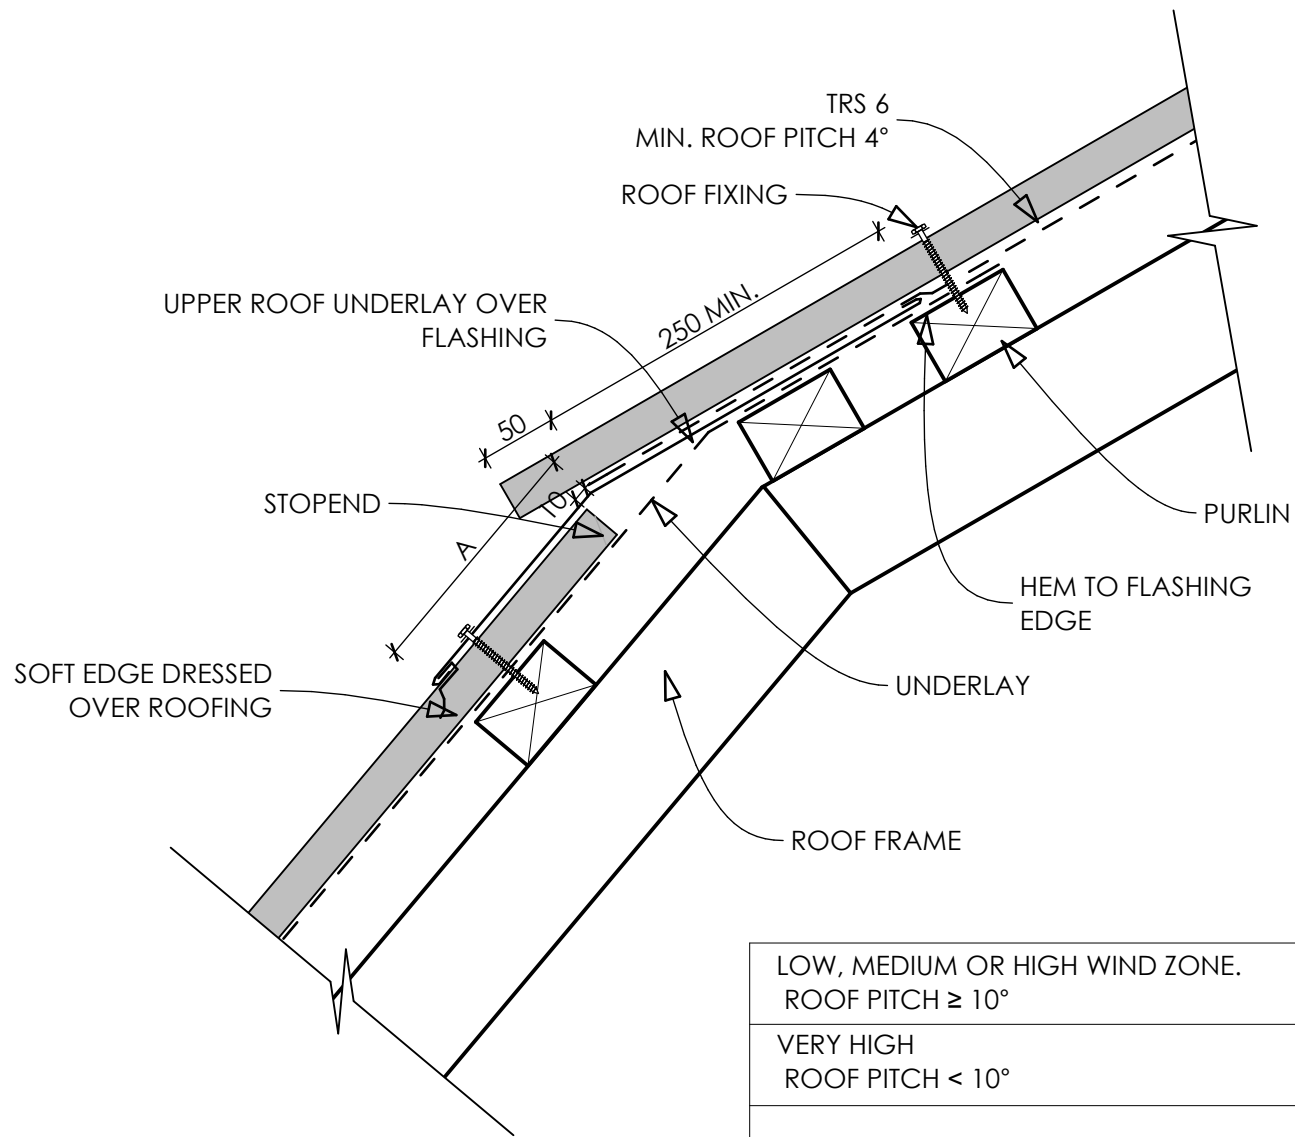 TRS 6
MIN. ROOF PITCH 4°
ROOF FIXING
UPPER ROOF UNDERLAY OVER
FLASHING
250 MIN.
50
10
STOPEND
A
PURLIN
HEM TO FLASHING
EDGE
SOFT EDGE DRESSED
OVER ROOFING
UNDERLAY
ROOF FRAME
LOW, MEDIUM OR HIGH WIND ZONE.
ROOF PITCH ≥ 10°
VERY HIGH
ROOF PITCH < 10°